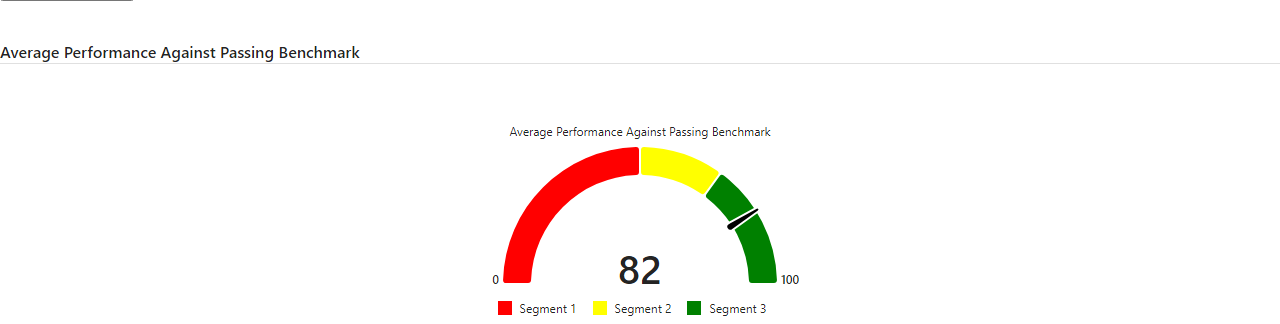 Average Performance Against Passing Benchmark
Average Performance Against Passing Benchmark
82
0
100
Segment 1
Segment 2
Segment 3